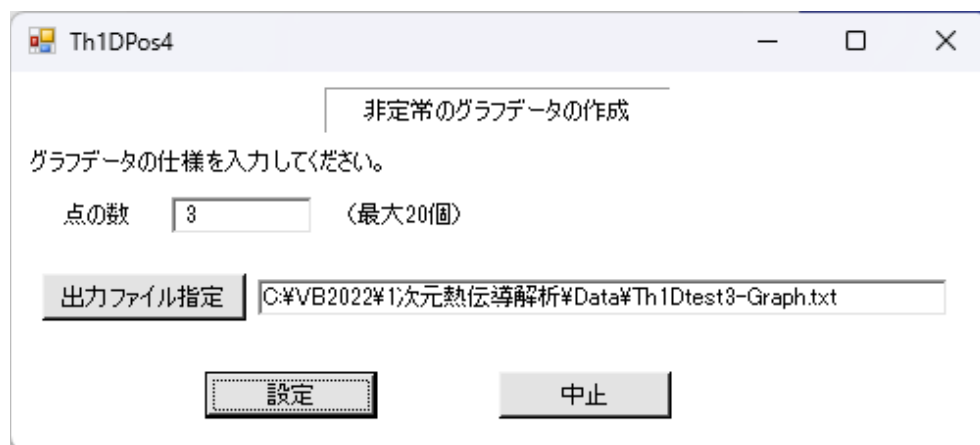 Th1DPos4
非定常のグラフデータの作成
グラフデータの仕様を入力してください。
点の数 3 （最大20個）
出力ファイル指定 C:¥VB2022¥1次元熱伝導解析¥Data¥Th1Dtest3-Graph.txt
設定 中止